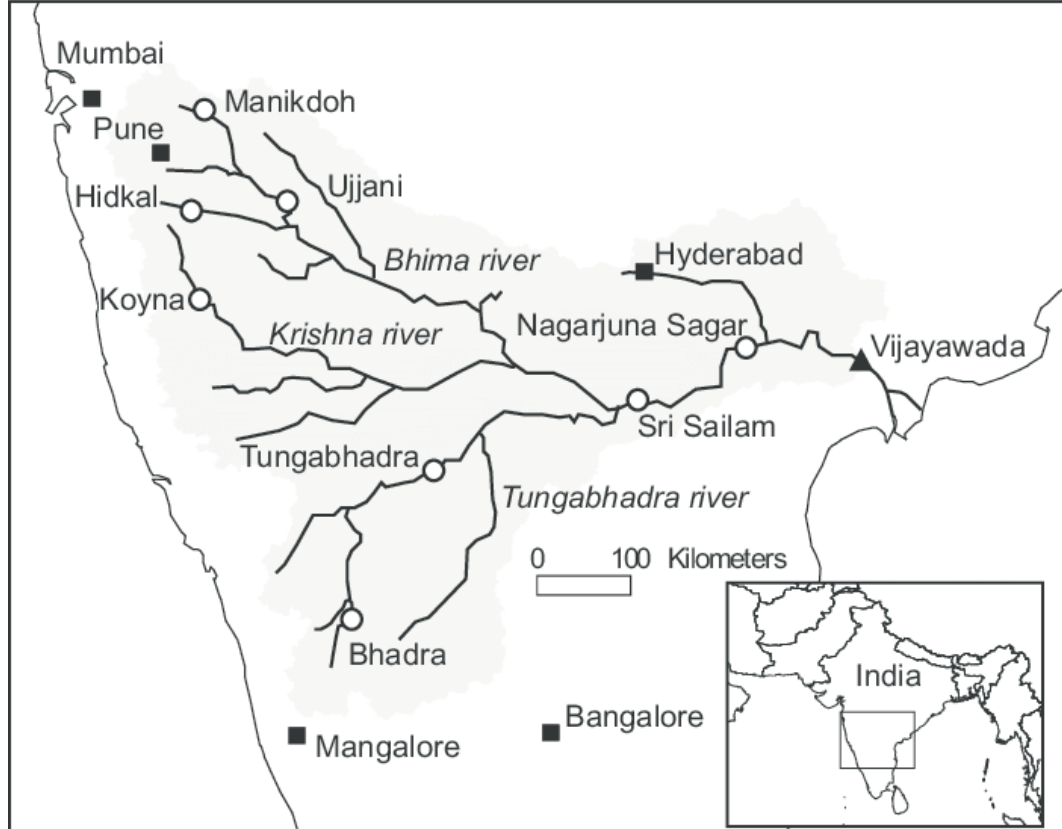 Mumbai
Manikdoh
Pune
Ujjani
Hidkal
Hyderabad
Bhima river
Koyna
Krishna river
Nagarjuna Sagar
Vijayawada
Sri Sailam
Tungabhadra
Tungabhadra river
0 100 Kilometers
Bhadra
India
Bangalore
Mangalore